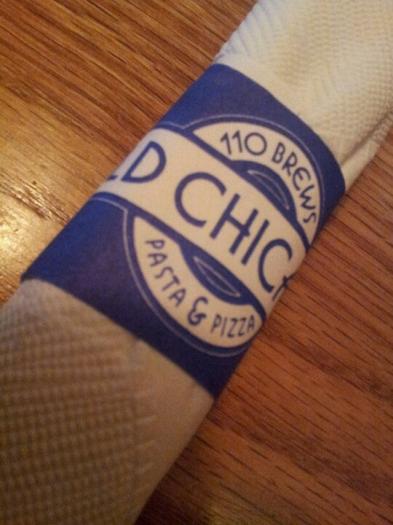 110 BREWS
LD CHIC
PASTA & PIZZA